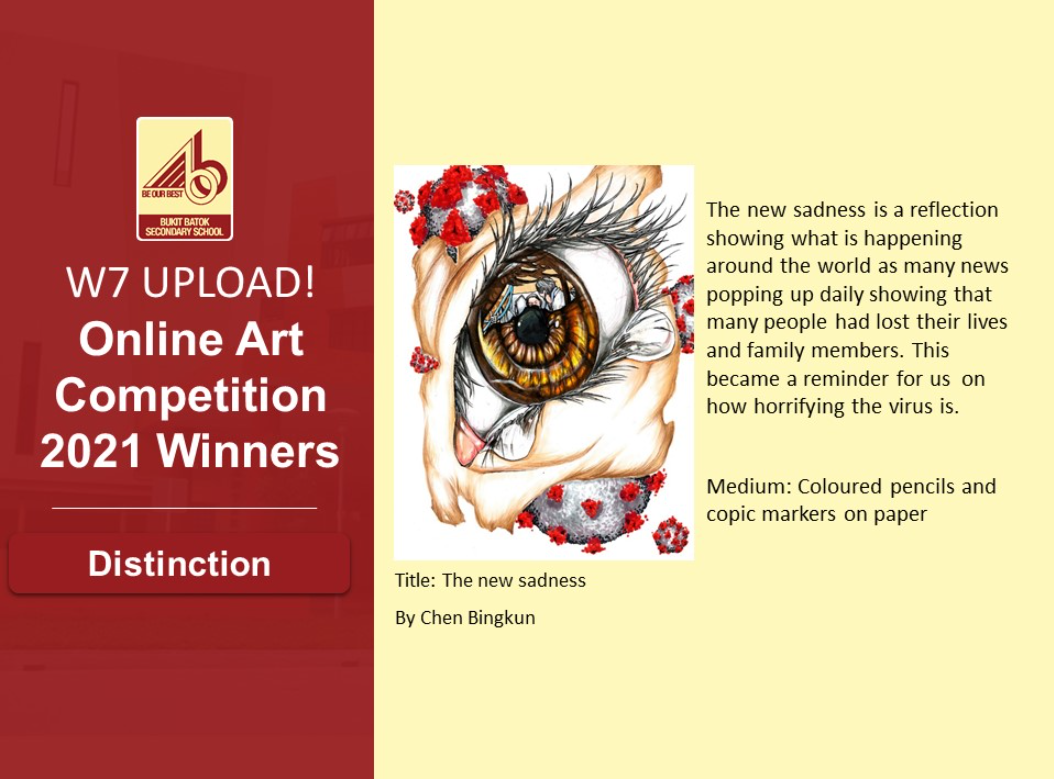 BE OUR BEST
BUKIT BATOK
SECONDARY SCHOOL
W7 UPLOAD!
Online Art
Competition
2021 Winners
Distinction
The new sadness is a reflection
showing what is happening
around the world as many news
popping up daily showing that
many people had lost their lives
and family members. This
became a reminder for us on
how horrifying the virus is.
Medium: Coloured pencils and
copic markers on paper
Title: The new sadness
By Chen Bingkun